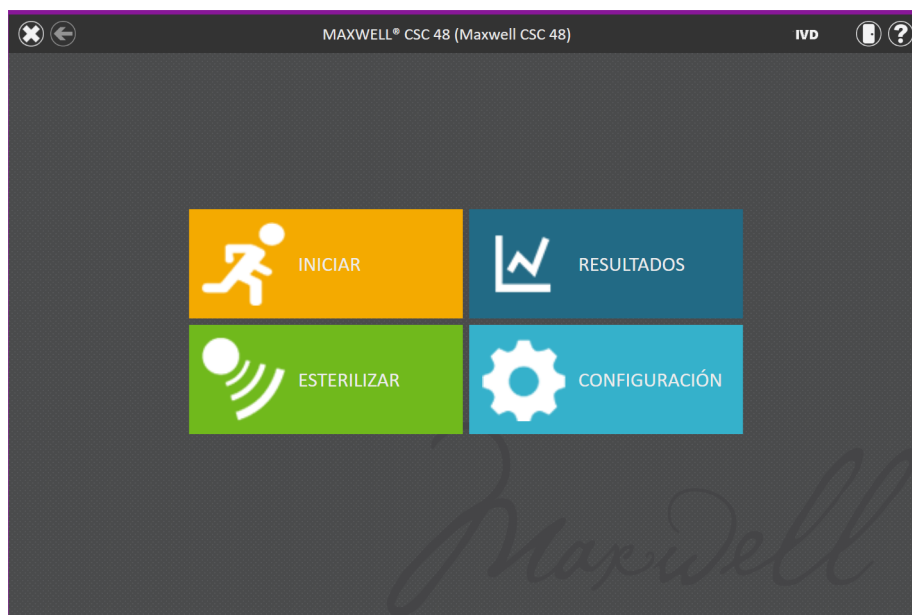 MAXWELL® CSC 48 (Maxwell CSC 48)
IVD
?
INICIAR
RESULTADOS
ESTERILIZAR
CONFIGURACIÓN
Maxwell